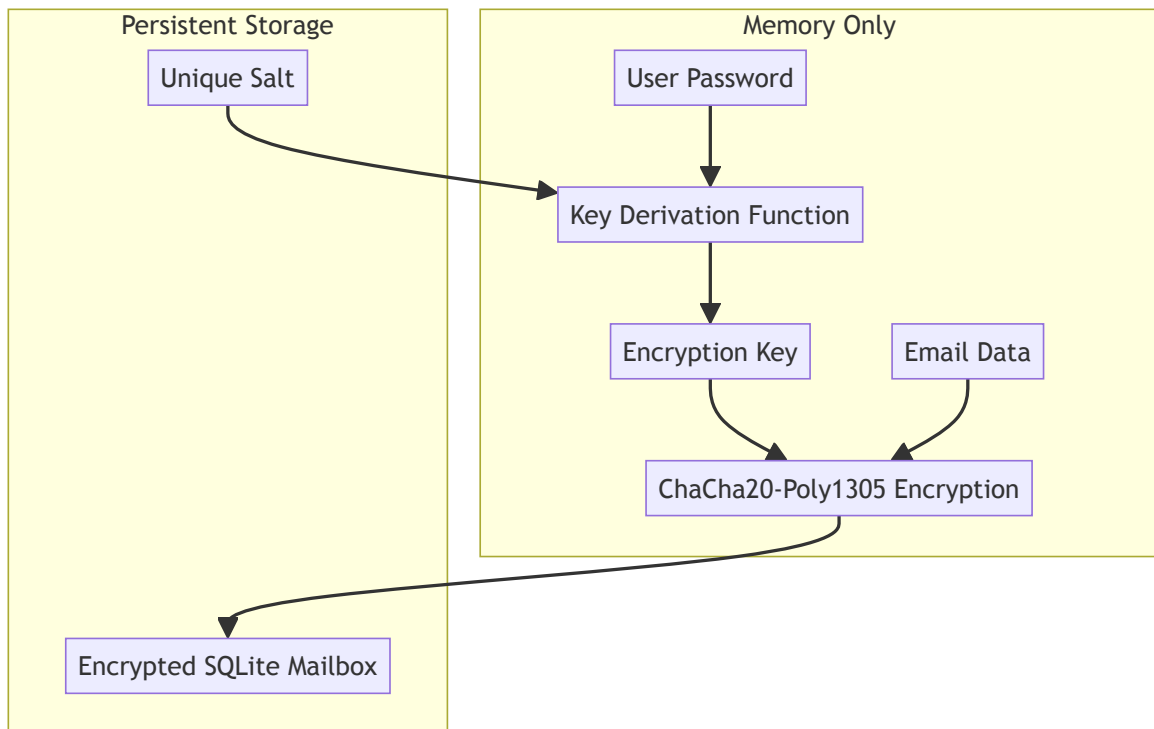 Persistent Storage
Memory Only
Unique Salt
User Password
Key Derivation Function
Encryption Key
Email Data
ChaCha20-Poly1305 Encryption
Encrypted SQLite Mailbox